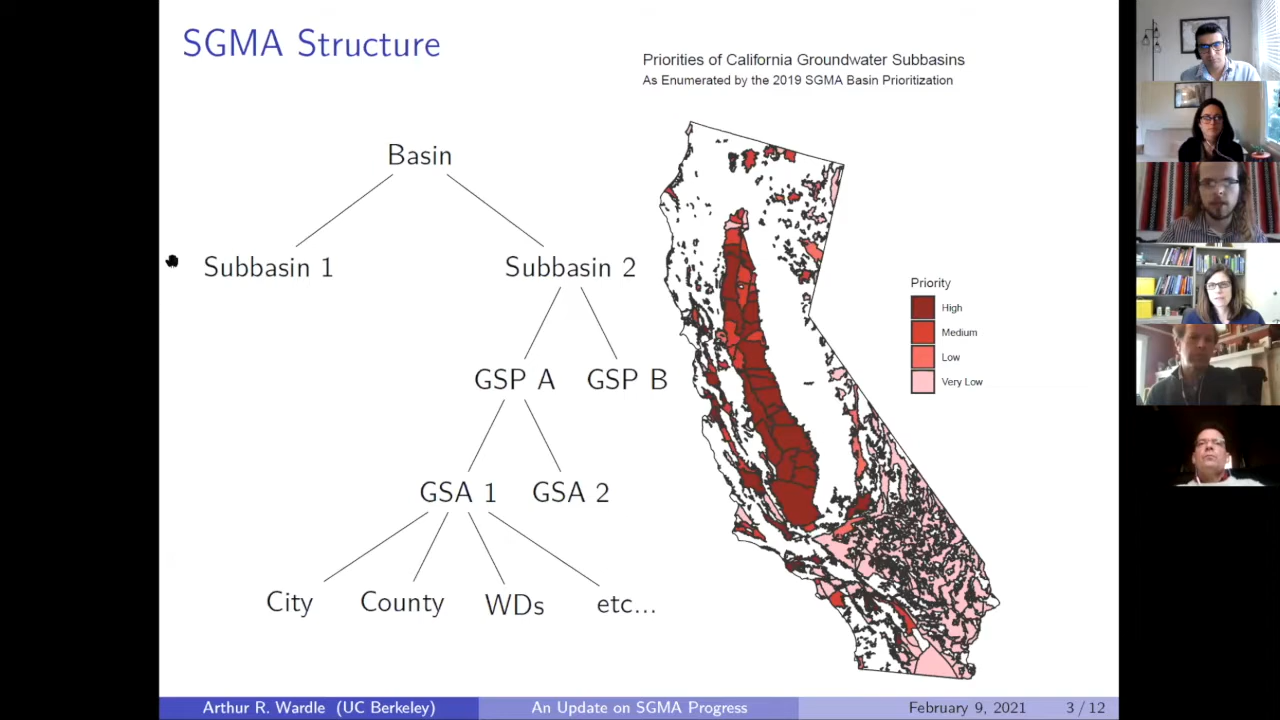 SGMA Structure
Priorities of California Groundwater Subbasins
As Enumerated by the 2019 SGMA Basin Prioritization
Basin
Subbasin 1
Subbasin 2
GSP A
GSP B
GSA 1
GSA 2
City
County
WDs
etc...
Priority
High
Medium
Low
Very Low
Arthur R. Wardle (UC Berkeley)
An Update on SGMA Progress
February 9, 2021
3 / 12